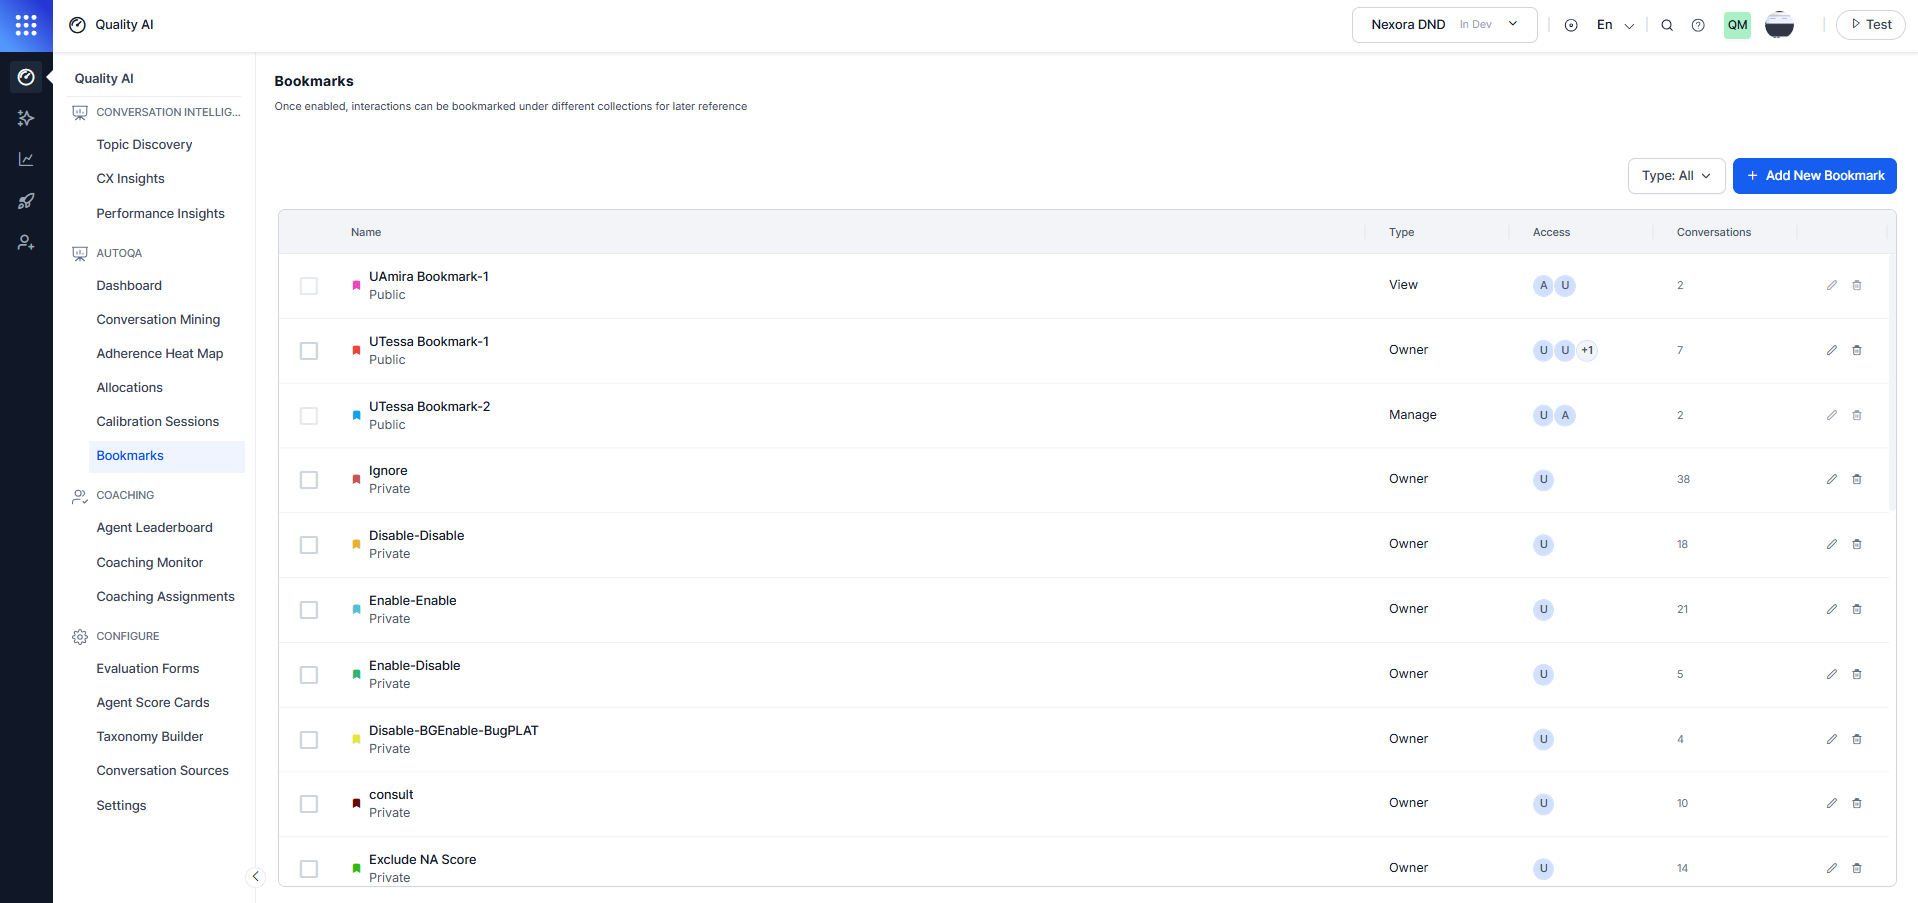 Quality AI
Nexora DND In Dev
En
QM
Test
Quality AI
CONVERSATION INTELLIG...
Topic Discovery
CX Insights
Performance Insights
AUTOQA
Dashboard
Conversation Mining
Adherence Heat Map
Allocations
Calibration Sessions
Bookmarks
COACHING
Agent Leaderboard
Coaching Monitor
Coaching Assignments
CONFIGURE
Evaluation Forms
Agent Score Cards
Taxonomy Builder
Conversation Sources
Settings
Bookmarks
Once enabled, interactions can be bookmarked under different collections for later reference
Type: All
+ Add New Bookmark
Name Type Access Conversations
UAmira Bookmark-1
Public
View A U 2
UTessa Bookmark-1
Public
Owner U U +1 7
UTessa Bookmark-2
Public
Manage U A 2
Ignore
Private
Owner U 38
Disable-Disable
Private
Owner U 18
Enable-Enable
Private
Owner U 21
Enable-Disable
Private
Owner U 5
Disable-BGEnable-BugPLAT
Private
Owner U 4
consult
Private
Owner U 10
Exclude NA Score
Private
Owner U 14